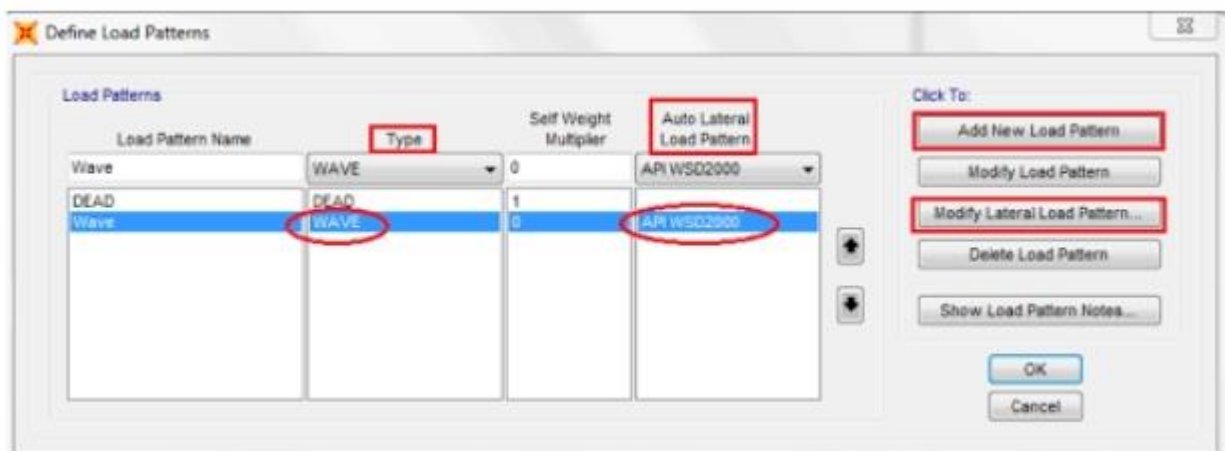 Define Load Patterns
Load Patterns
Click To:
Load Pattern Name
Type
Self Weight
Multiplier
Auto Lateral
Load Pattern
Wave
WAVE
0
API WSD2000
DEAD
DEAD
1
Wave
WAVE
0
API WSD2000
Add New Load Pattern
Modify Load Pattern
Modify Lateral Load Pattern...
Delete Load Pattern
Show Load Pattern Notes...
OK
Cancel